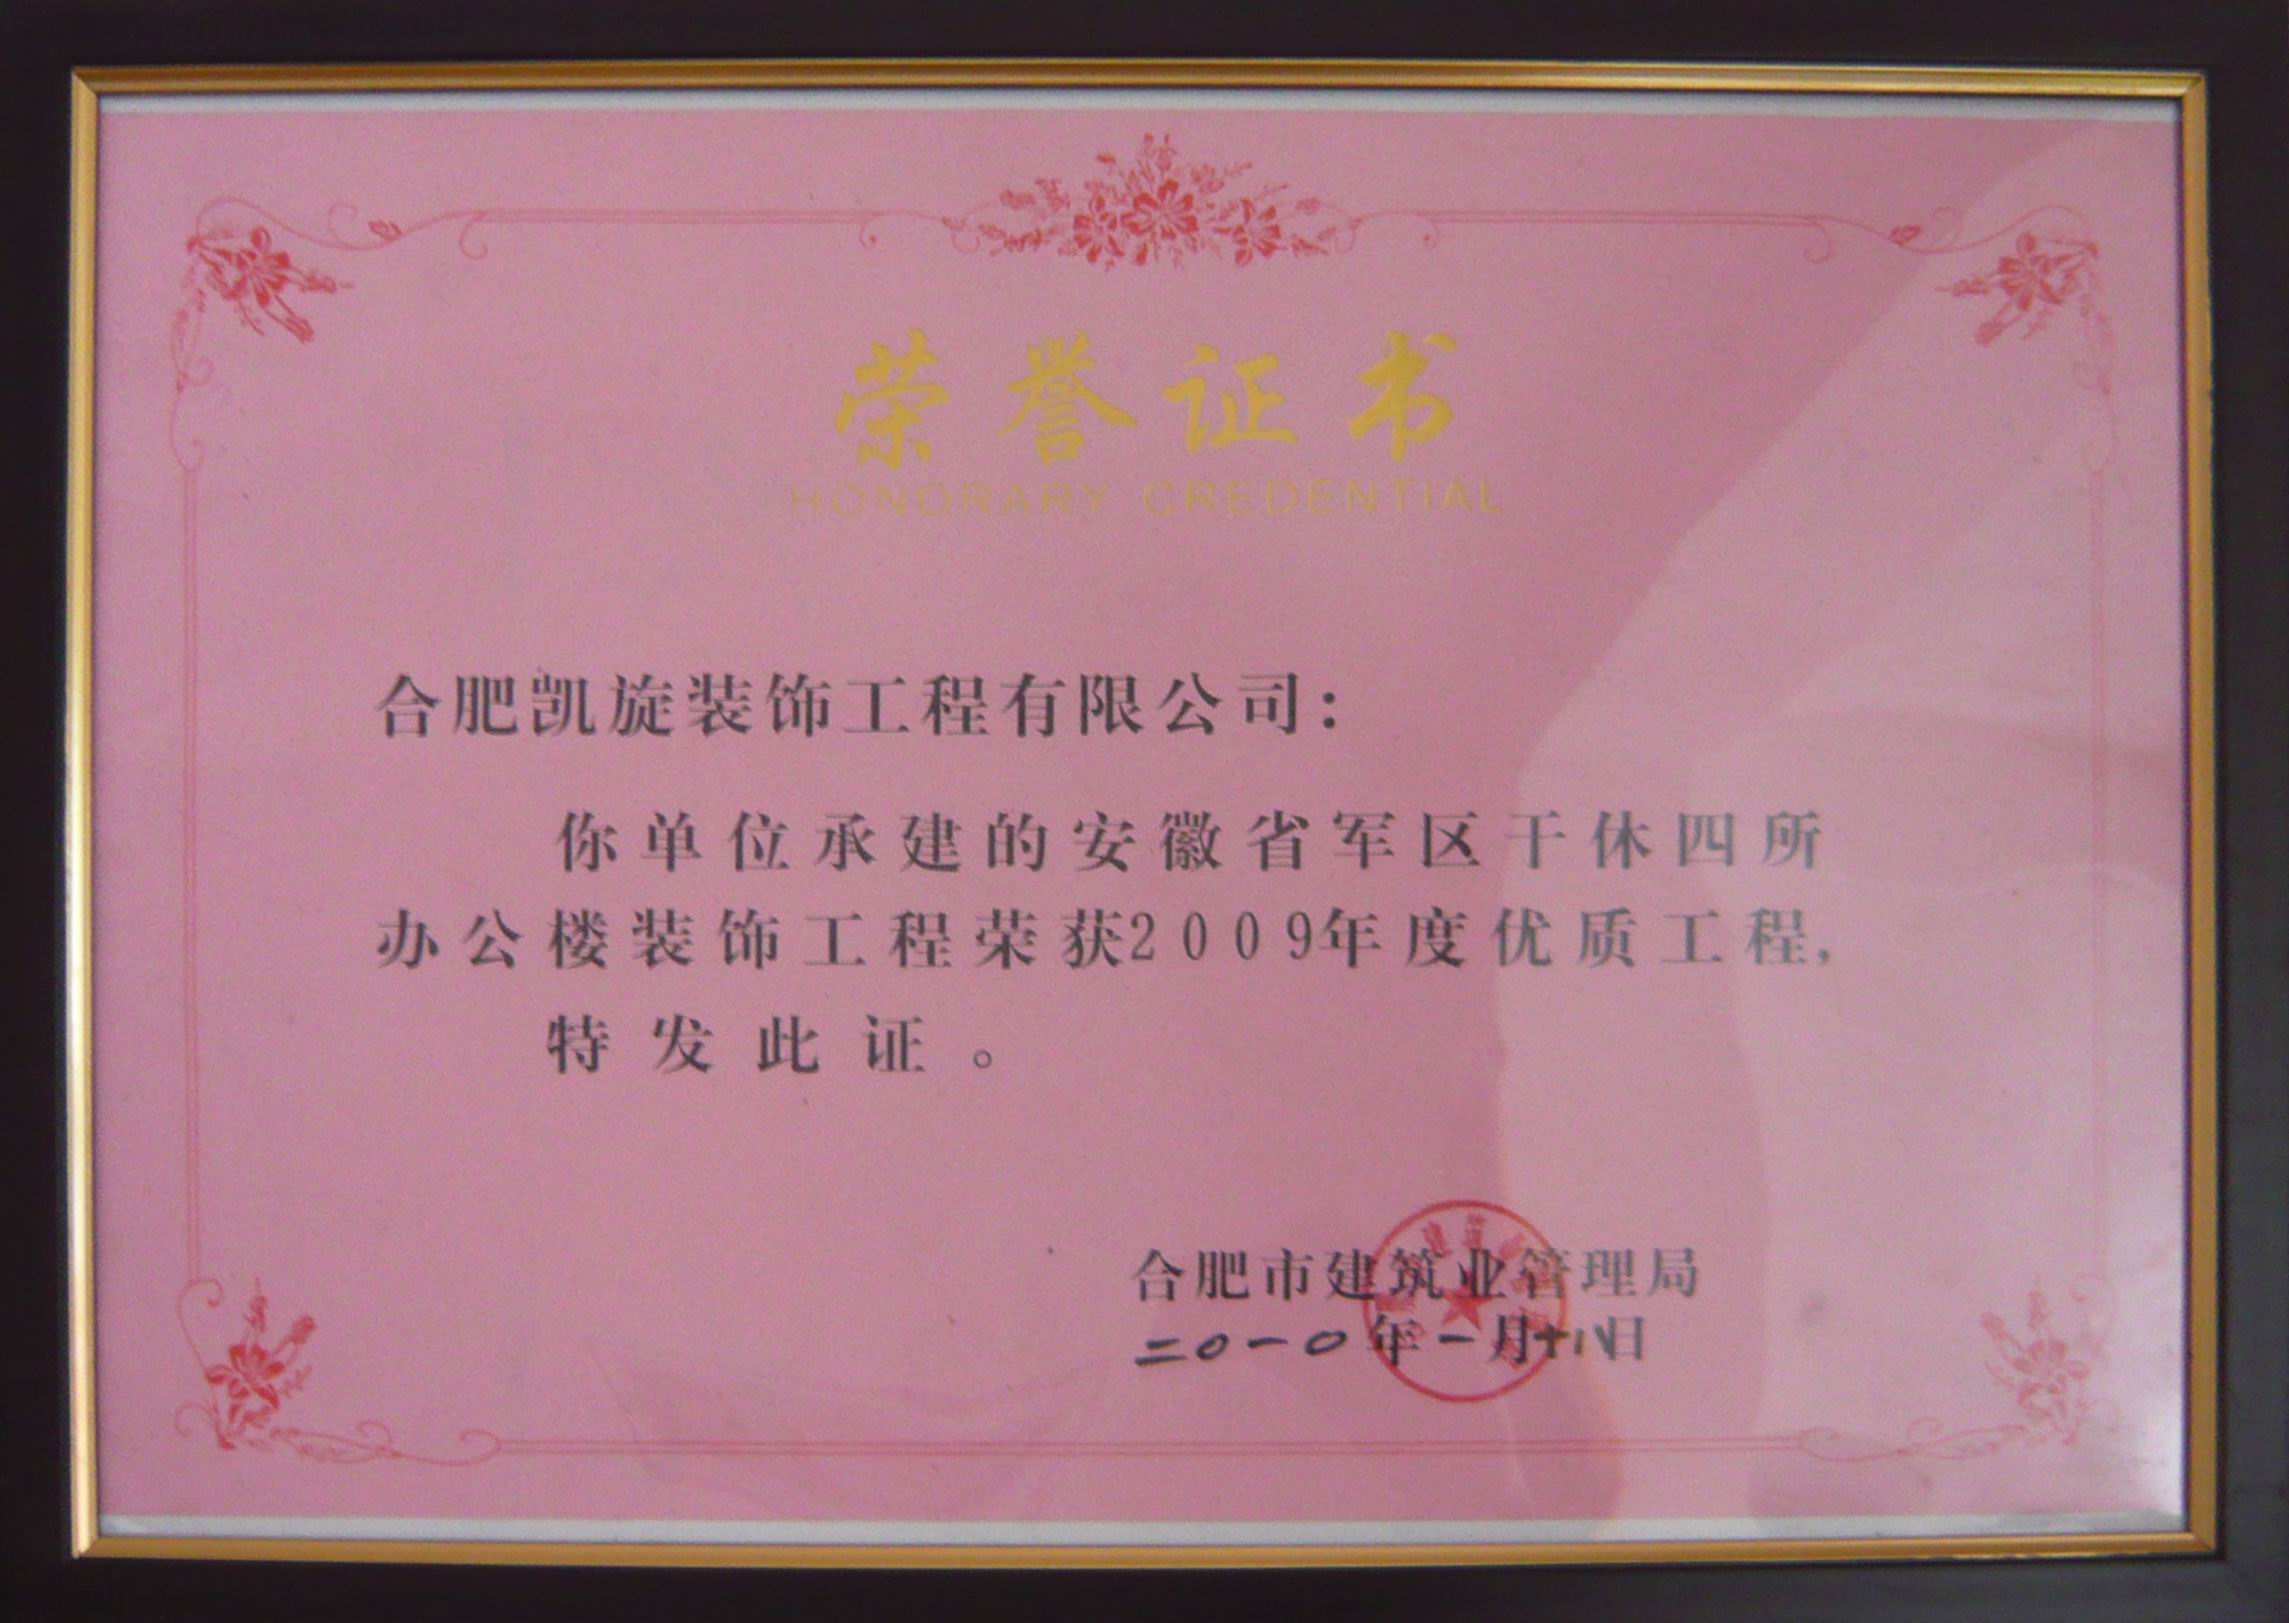 荣誉证书
HONORARY CREDENTIAL
合肥凯旋装饰工程有限公司：
你单位承建的安徽省军区干休四所
办公楼装饰工程荣获2009年度优质工程，
特发此证。
合肥市建筑业管理局
二〇一〇年一月十八日